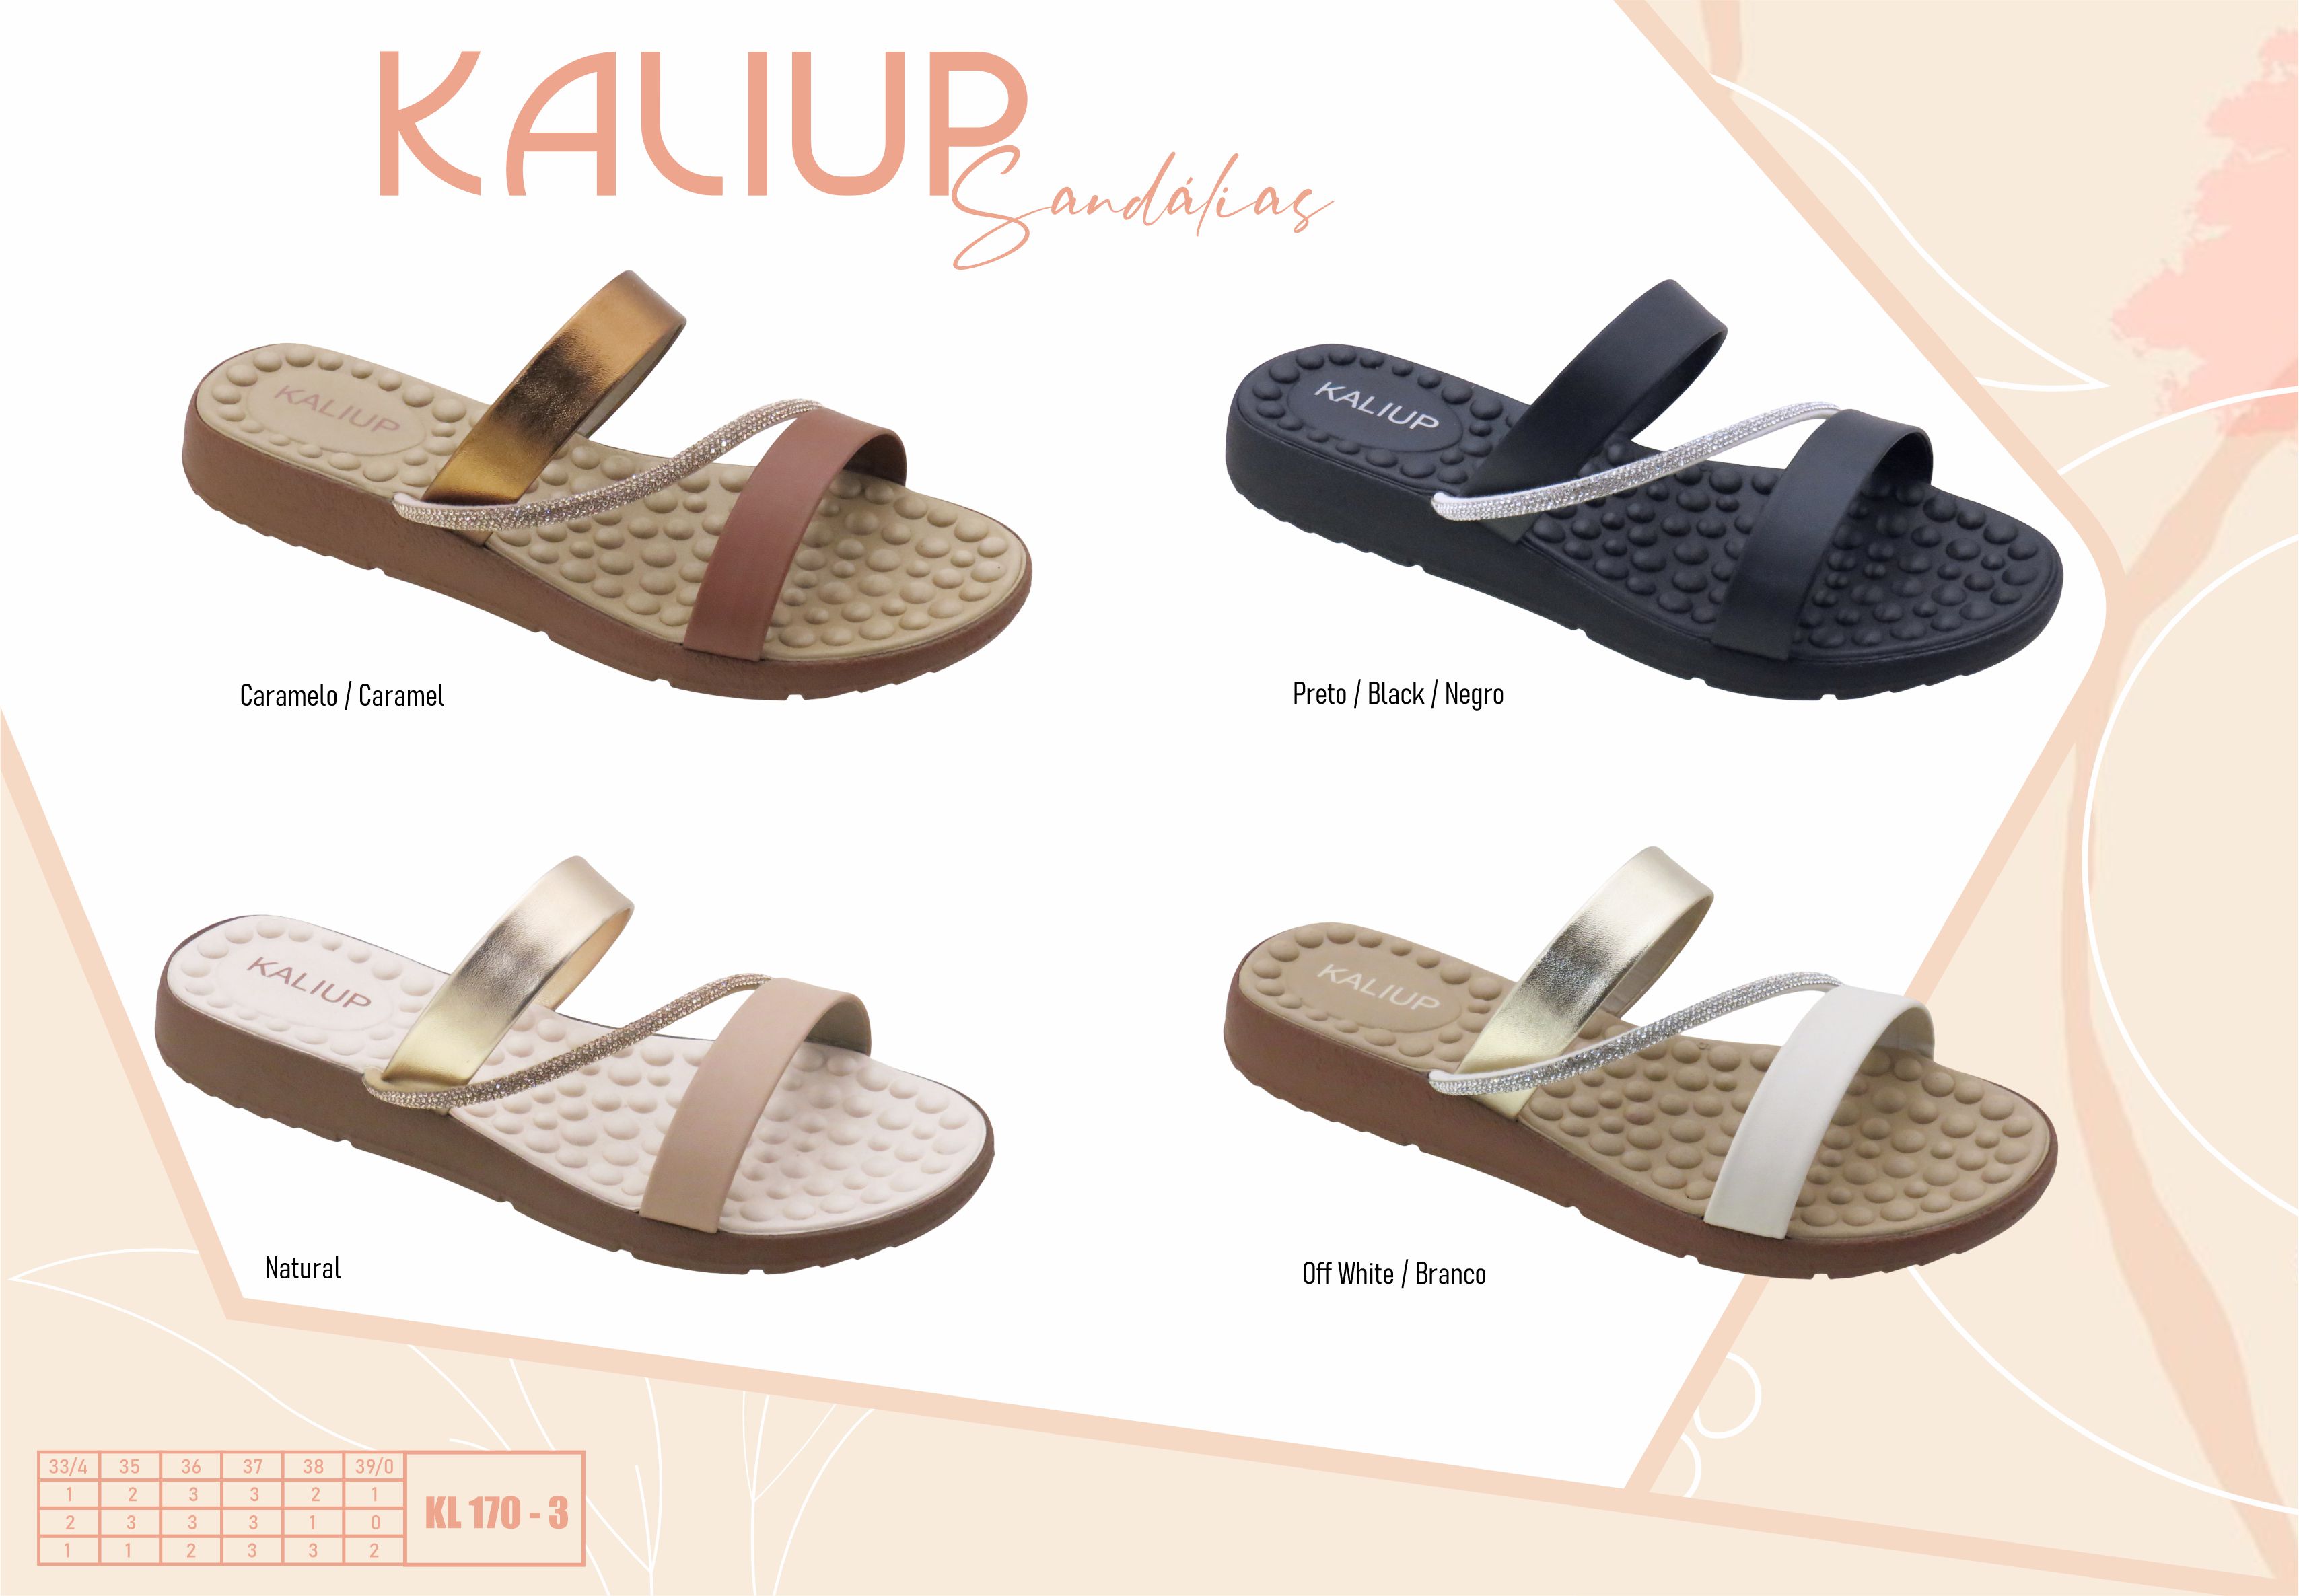 KALIUP
Sandálias
KALIUP
KALIUP
Caramelo / Caramel
Preto / Black / Negro
KALIUP
KALIUP
Natural
Off White / Branco
33/4 35 36 37 38 39/0
1 2 3 3 2 1
2 3 3 3 1 0
1 1 2 3 3 2
KL 170 - 3